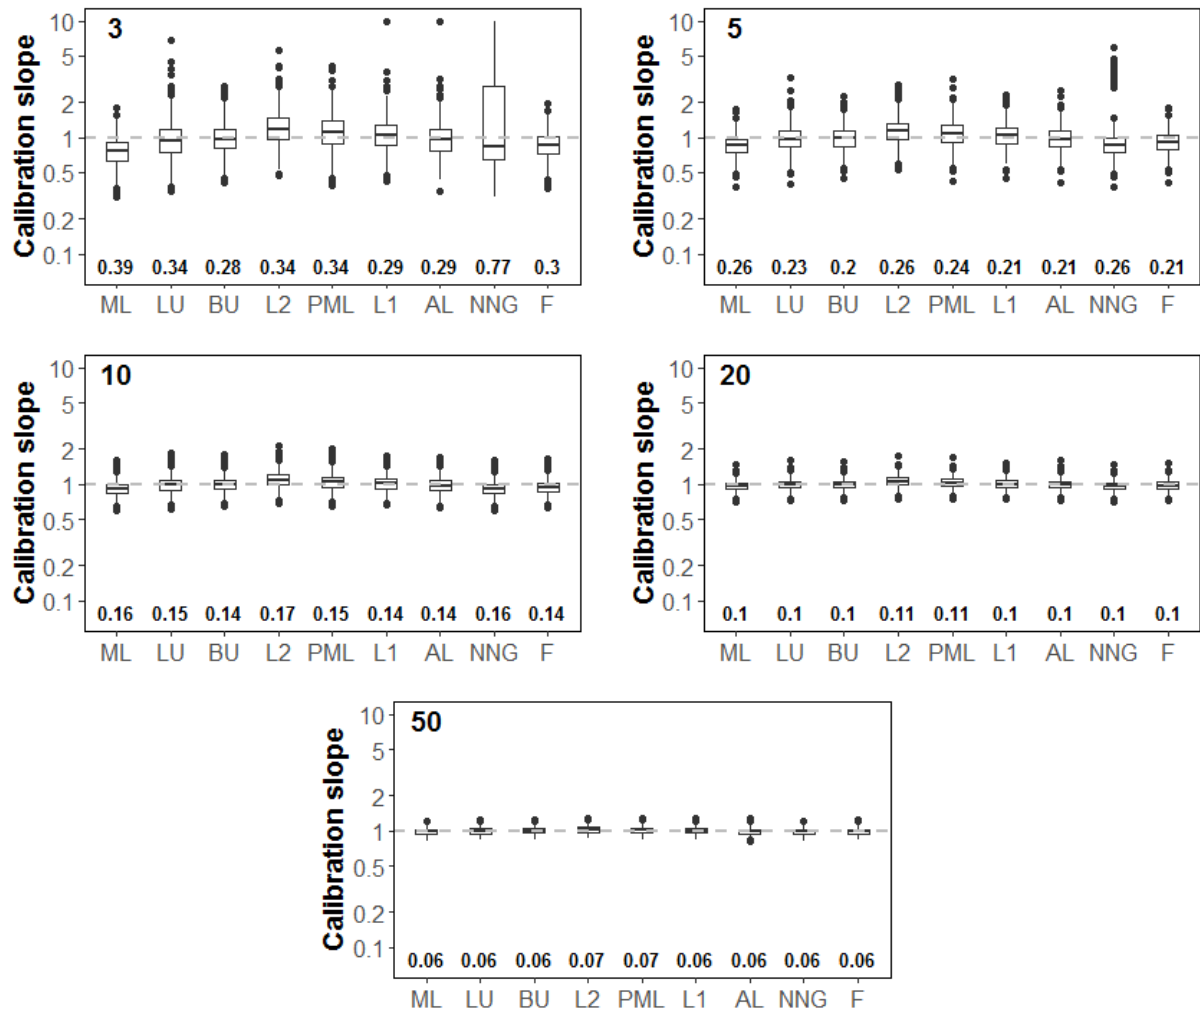 3
Calibration slope
10
5
2
1
0.5
0.2
0.1
0.39 0.34 0.28 0.34 0.34 0.29 0.29 0.77 0.3
ML LU BU L2 PML L1 AL NNG F
5
Calibration slope
10
5
2
1
0.5
0.2
0.1
0.26 0.23 0.2 0.26 0.24 0.21 0.21 0.26 0.21
ML LU BU L2 PML L1 AL NNG F
10
Calibration slope
10
5
2
1
0.5
0.2
0.1
0.16 0.15 0.14 0.17 0.15 0.14 0.14 0.16 0.14
ML LU BU L2 PML L1 AL NNG F
20
Calibration slope
10
5
2
1
0.5
0.2
0.1
0.1 0.1 0.1 0.11 0.11 0.1 0.1 0.1 0.1
ML LU BU L2 PML L1 AL NNG F
50
Calibration slope
10
5
2
1
0.5
0.2
0.1
0.06 0.06 0.06 0.07 0.07 0.06 0.06 0.06 0.06
ML LU BU L2 PML L1 AL NNG F